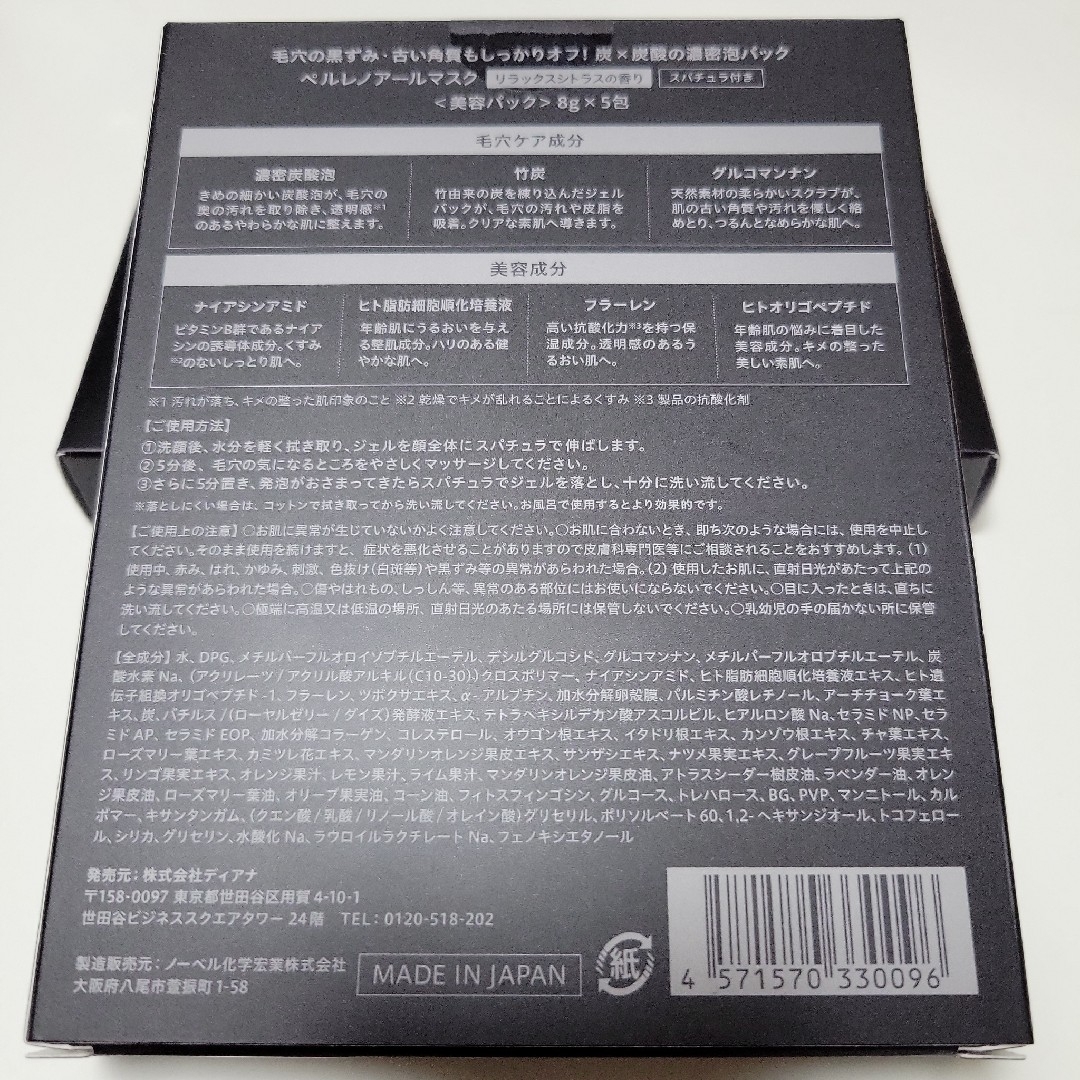 毛穴の黒ずみ・古い角質もしっかりオフ! 炭×炭酸の濃密泡パック
ペルレノアールマスク リラックスシトラスの香り スパチュラ付き
<美容パック> 8g×5包
毛穴ケア成分
濃密炭酸泡
きめの細かい炭酸泡が、毛穴の
奥の汚れを取り除き、透明感※1
のあるやわらかな肌に整えます。
竹炭
竹由来の炭を練り込んだジェル
パックが、毛穴の汚れや皮脂を
吸着。クリアな素肌へ導きます。
グルコマンナン
天然素材の柔らかいスクラブが、
肌の古い角質や汚れを優しく絡
めとり、つるんとなめらかな肌へ。
美容成分
ナイアシンアミド
ビタミンB群であるナイア
シンの誘導体成分。くすみ
※2のないしっとり肌へ。
ヒト脂肪細胞順化培養液
年齢肌にうるおいを与え
る整肌成分。ハリのある健
やかな肌へ。
フラーレン
高い抗酸化力※3を持つ保
湿成分。透明感のあるう
るおい肌へ。
ヒトオリゴペプチド
年齢肌の悩みに着目した
美容成分。キメの整った
美しい素肌へ。
※1 汚れが落ち、キメの整った肌印象のこと ※2 乾燥でキメが乱れることによるくすみ ※3 製品の抗酸化剤
【ご使用方法】
①洗顔後、水分を軽く拭き取り、ジェルを顔全体にスパチュラで伸ばします。
②5分後、毛穴の気になるところをやさしくマッサージしてください。
③さらに5分置き、発泡がおさまってきたらスパチュラでジェルを落とし、十分に洗い流してください。
※落としにくい場合は、コットンで拭き取ってから洗い流してください。お風呂で使用するとより効果的です。
【ご使用上の注意】○お肌に異常が生じていないかよく注意してください。○お肌に合わないとき、即ち次のような場合には、使用を中止し
てください。そのまま使用を続けますと、症状を悪化させることがありますので皮膚科専門医等にご相談されることをおすすめします。(1)
使用中、赤み、はれ、かゆみ、刺激、色抜け(白斑等)や黒ずみ等の異常があらわれた場合。(2) 使用したお肌に、直射日光があたって上記の
ような異常があらわれた場合。○傷やはれもの、しっしん等、異常のある部位にはお使いにならないでください。○目に入ったときは、直ちに
洗い流してください。○極端に高温又は低温の場所、直射日光のあたる場所には保管しないでください。○乳幼児の手の届かない所に保管
してください。
【全成分】水、DPG、メチルパーフルオロイソブチルエーテル、デシルグルコシド、グルコマンナン、メチルパーフルオロブチルエーテル、炭
酸水素 Na、(アクリレーツ / アクリル酸アルキル(C10-30))クロスポリマー、ナイアシンアミド、ヒト脂肪細胞順化培養液エキス、ヒト遺
伝子組換オリゴペプチド -1、フラーレン、ツボクサエキス、α - アルブチン、加水分解卵殻膜、パルミチン酸レチノール、アーチチョーク葉エ
キス、炭、バチルス /(ローヤルゼリー / ダイズ)発酵液エキス、テトラヘキシルデカン酸アスコルビル、ヒアルロン酸 Na、セラミド NP、セラ
ミド AP、セラミド EOP、加水分解コラーゲン、コレステロール、オウゴン根エキス、イタドリ根エキス、カンゾウ根エキス、チャ葉エキス、
ローズマリー葉エキス、カミツレ花エキス、マンダリンオレンジ果皮エキス、サンザシエキス、ナツメ果実エキス、グレープフルーツ果実エキ
ス、リンゴ果実エキス、オレンジ果汁、レモン果汁、ライム果汁、マンダリンオレンジ果皮油、アトラスシーダー樹皮油、ラベンダー油、オレン
ジ果皮油、ローズマリー葉油、オリーブ果実油、コーン油、フィトスフィンゴシン、グルコース、トレハロース、BG、PVP、マンニトール、カル
ボマー、キサンタンガム、(クエン酸 / 乳酸 / リノール酸 / オレイン酸)グリセリル、ポリソルベート 60、1,2- ヘキサンジオール、トコフェロー
ル、シリカ、グリセリン、水酸化 Na、ラウロイルラクチレート Na、フェノキシエタノール
発売元：株式会社ディアナ
〒158-0097 東京都世田谷区用賀 4-10-1
世田谷ビジネススクエアタワー 24階 TEL：0120-518-202
製造販売元：ノーベル化学宏業株式会社
大阪府八尾市萱振町1-58
MADE IN JAPAN
紙
4 571570 330096